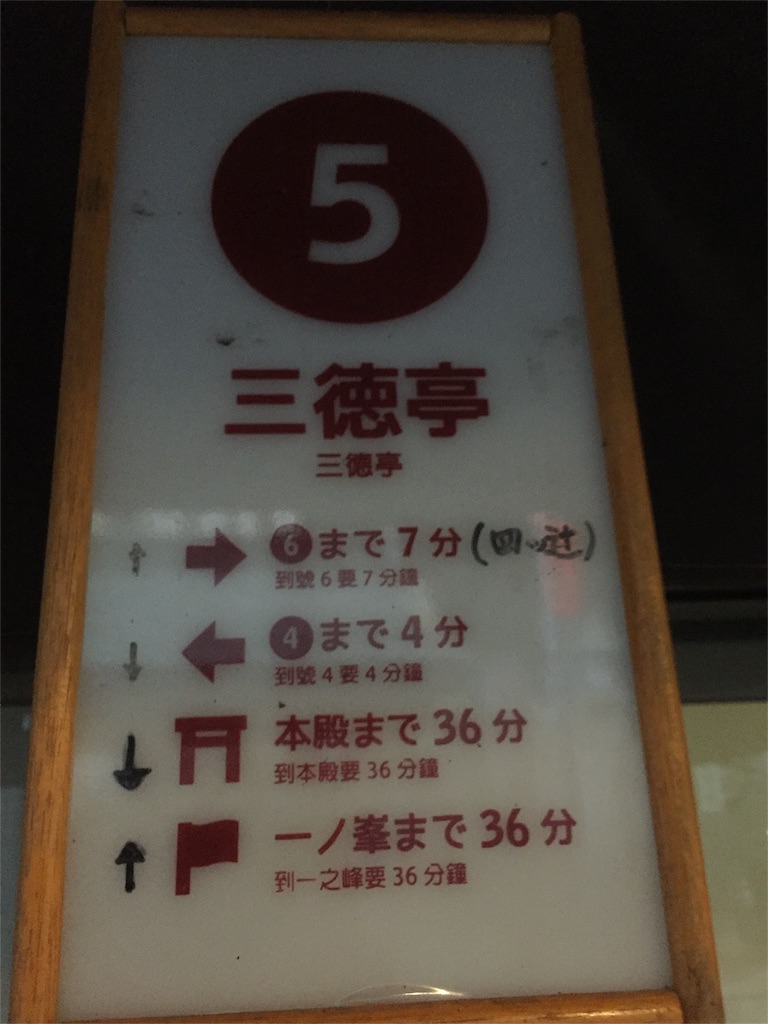 5
三徳亭
三德亭
↑ → 6まで7分(四ッ辻)
到號6要7分鐘
↓ ← 4まで4分
到號4要4分鐘
↓ 本殿まで36分
到本殿要36分鐘
↑ 一ノ峯まで36分
到一之峰要36分鐘